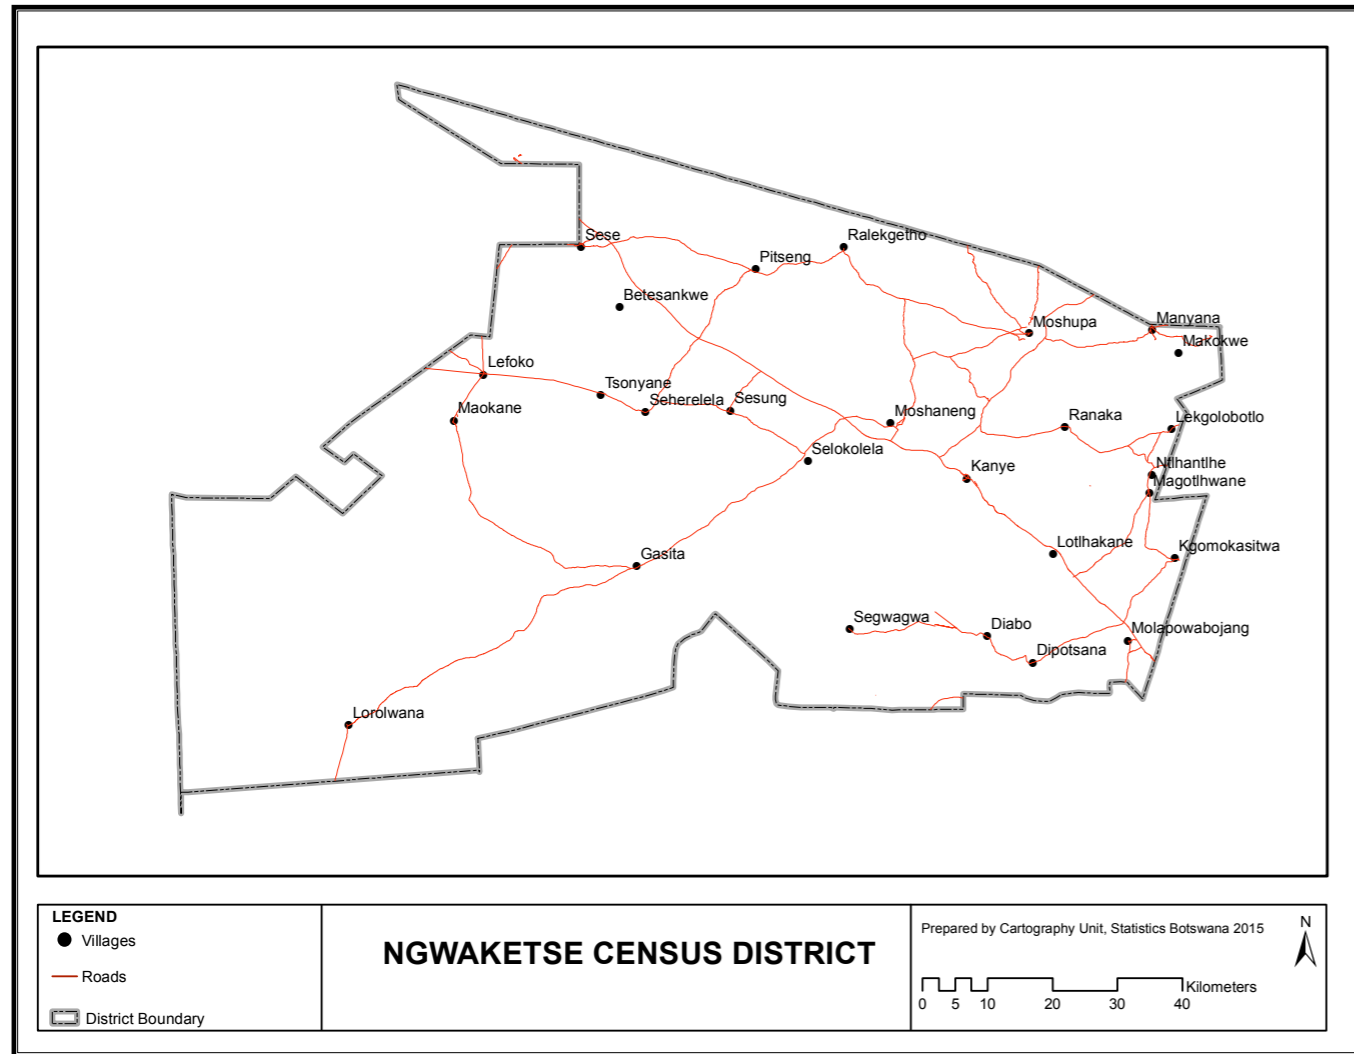 Sese
Ralekgetho
Pitseng
Betesankwe
Moshupa
Manyana
Makokwe
Lefoko
Tsonyane
Seherelela
Sesung
Maokane
Moshaneng
Ranaka
Lekgolobotlo
Selokolela
Kanye
Ntlhantlhe
Magotlhwane
Lotlhakane
Kgomokasitwa
Gasita
Segwagwa
Diabo
Molapowabojang
Dipotsana
Lorolwana
LEGEND
Villages
Roads
District Boundary
NGWAKETSE CENSUS DISTRICT
Prepared by Cartography Unit, Statistics Botswana 2015
N
Kilometers
0 5 10 20 30 40